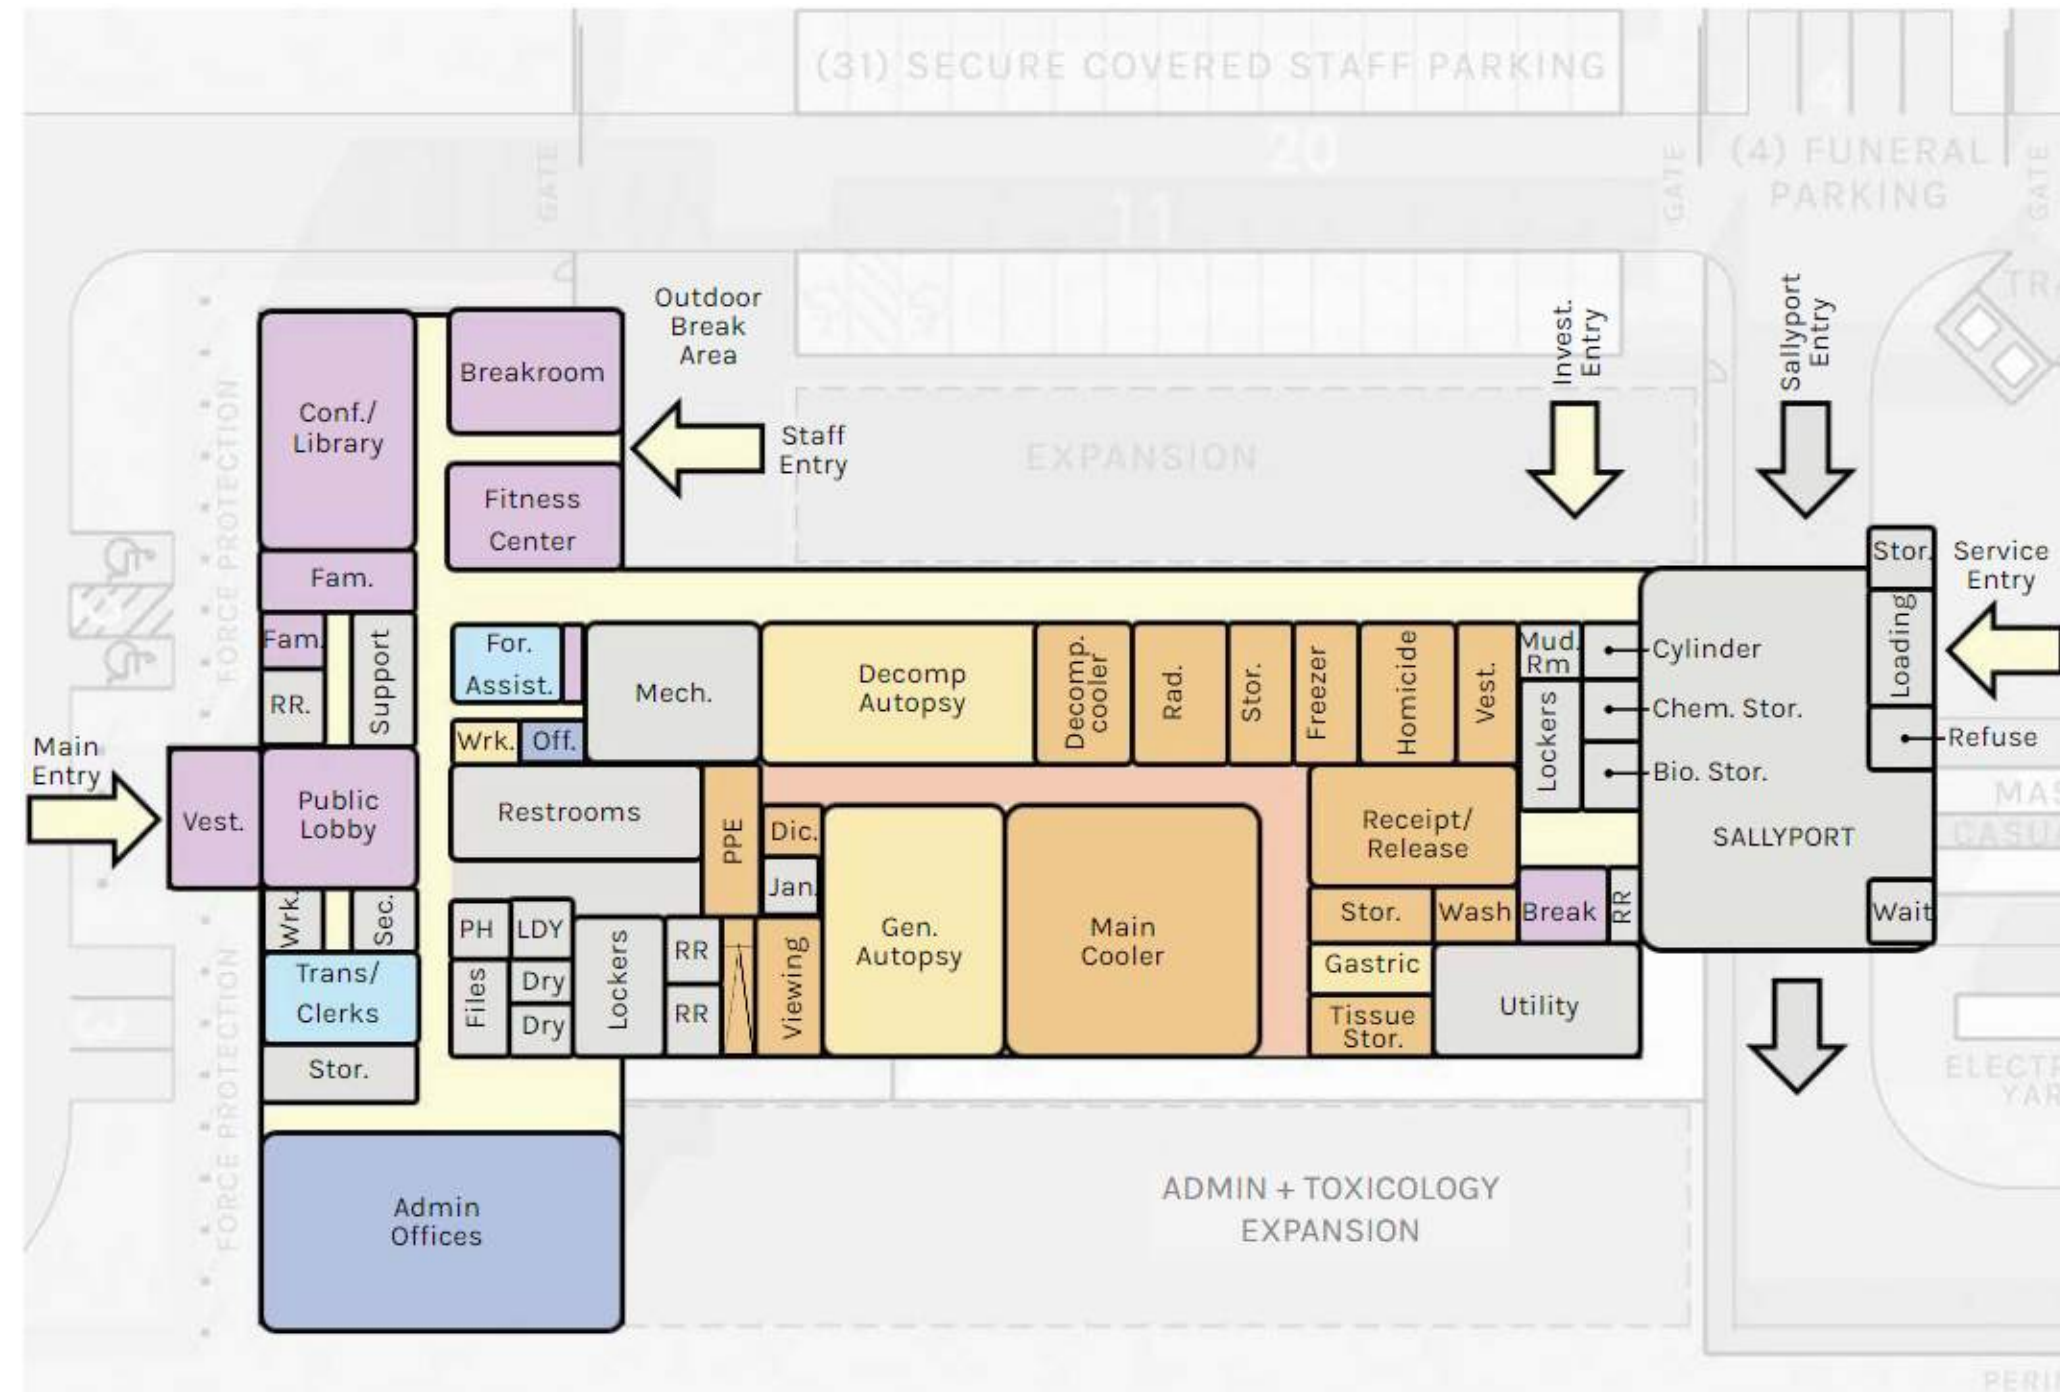 (31) SECURE COVERED STAFF PARKING
20
11
4
GATE
GATE
(4) FUNERAL
PARKING
GATE
Outdoor
Break
Area
Staff
Entry
EXPANSION
Invest.
Entry
Sallyport
Entry
FORCE PROTECTION
FORCE PROTECTION
Conf./
Library
Breakroom
Fitness
Center
Fam.
Fam.
RR.
Support
Main
Entry
Vest.
Public
Lobby
Wrk.
Sec.
Trans/
Clerks
Stor.
Admin
Offices
For.
Assist.
Wrk.
Off.
Mech.
Restrooms
PPE
PH
LDY
Files
Dry
Dry
Lockers
RR
RR
Dic.
Jan.
Viewing
Decomp
Autopsy
Decomp.
cooler
Rad.
Stor.
Freezer
Homicide
Vest.
Mud.
Rm
Lockers
Cylinder
Chem. Stor.
Bio. Stor.
Gen.
Autopsy
Main
Cooler
Receipt/
Release
Stor.
Wash
Break
RR
Gastric
Tissue
Stor.
Utility
SALLYPORT
Stor.
Loading
Service
Entry
Refuse
Wait
ADMIN + TOXICOLOGY
EXPANSION